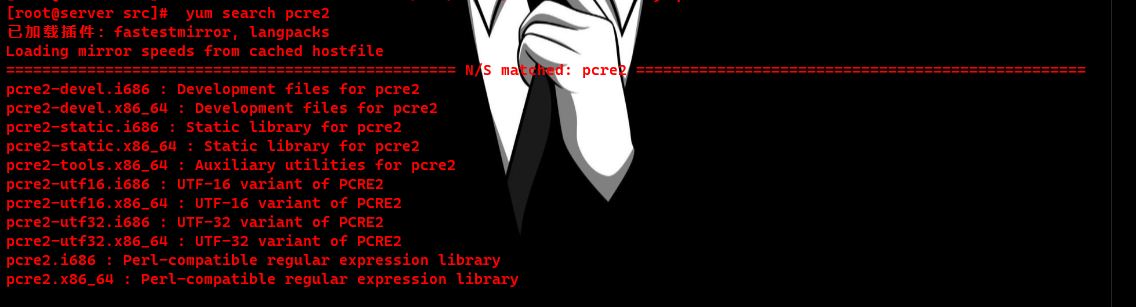 [root@server src]#  yum search pcre2
已加载插件: fastestmirror, langpacks
Loading mirror speeds from cached hostfile
================================================== N/S matched: pcre2 ==================================================
pcre2-devel.i686 : Development files for pcre2
pcre2-devel.x86_64 : Development files for pcre2
pcre2-static.i686 : Static library for pcre2
pcre2-static.x86_64 : Static library for pcre2
pcre2-tools.x86_64 : Auxiliary utilities for pcre2
pcre2-utf16.i686 : UTF-16 variant of PCRE2
pcre2-utf16.x86_64 : UTF-16 variant of PCRE2
pcre2-utf32.i686 : UTF-32 variant of PCRE2
pcre2-utf32.x86_64 : UTF-32 variant of PCRE2
pcre2.i686 : Perl-compatible regular expression library
pcre2.x86_64 : Perl-compatible regular expression library